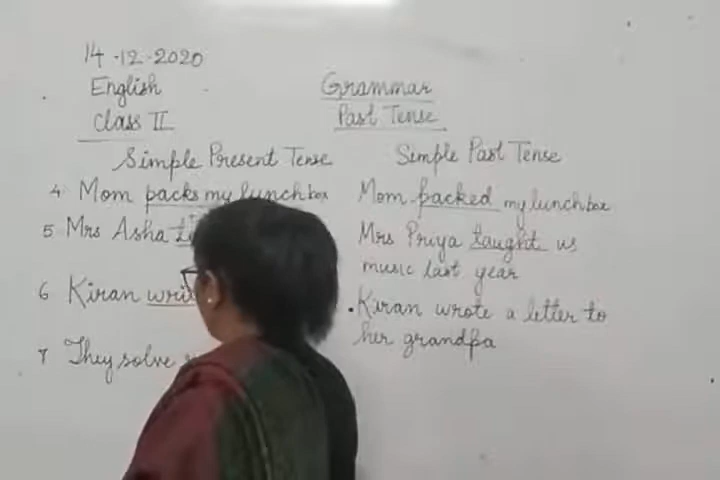 14-12-2020
English
Class II
Grammar
Past Tense
Simple Present Tense
Simple Past Tense
4 Mom packs my lunch box
Mom packed my lunch box
5 Mrs Asha
Mrs Priya taught us
music last year
6 Kiran
Kiran wrote a letter to
her grandpa
7 They solve